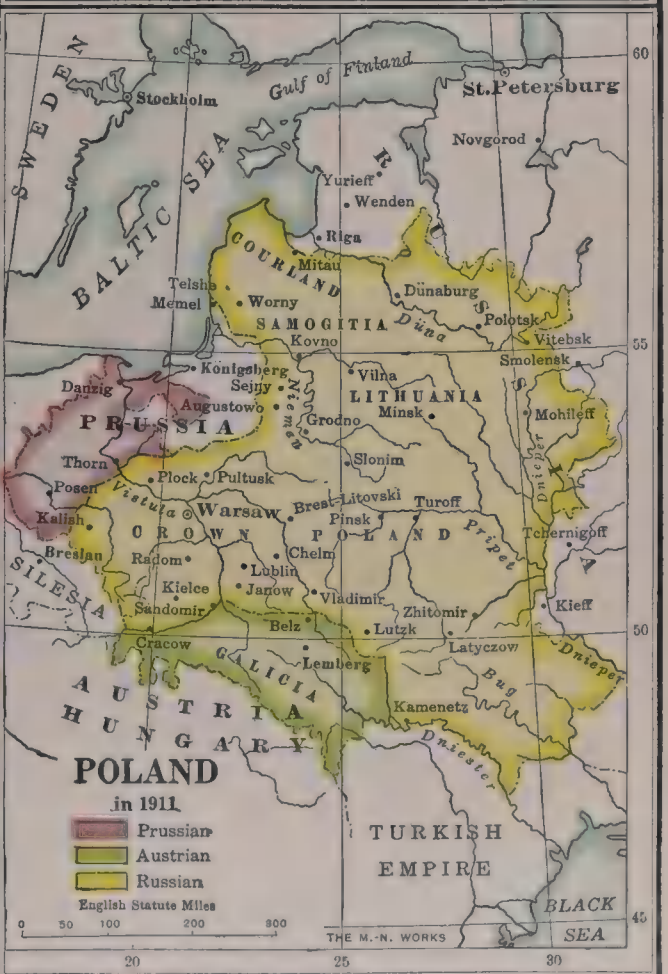 60
Gulf of Finland
St. Petersburg
SWEDEN
Stockholm
Novgorod
BALTIC SEA
RUSSIA
Yurieff
Wenden
Riga
COURLAND
Mitau
Telshe
Memel
Worny
Dünaburg
SAMOGITIA
Düna
Polotsk
Vitebsk
Kovno
55
Smolensk
Danzig
Königsberg
Sejny
Niemen
Vilna
LITHUANIA
Augustowo
Minsk
Mohileff
PRUSSIA
Grodno
Dnieper
Thorn
Slonim
Posen
Plock
Pultusk
Vistula
Warsaw
Brest-Litovski
Turoff
Kalish
Pinsk
Pripet
Tchernigoff
CROWN POLAND
Breslau
Radom
Chelm
Lublin
SILESIA
Kielce
Janow
Vladimir
Sandomir
Zhitomir
Kieff
Belz
Lutzk
50
Cracow
Latyczow
Dnieper
GALICIA
Lemberg
Bug
AUSTRIA
HUNGARY
Kamenetz
Dniester
POLAND
in 1911
Prussian
Austrian
Russian
English Statute Miles
0 50 100 200 300
TURKISH
EMPIRE
BLACK
SEA
45
THE M.-N. WORKS
20 25 30